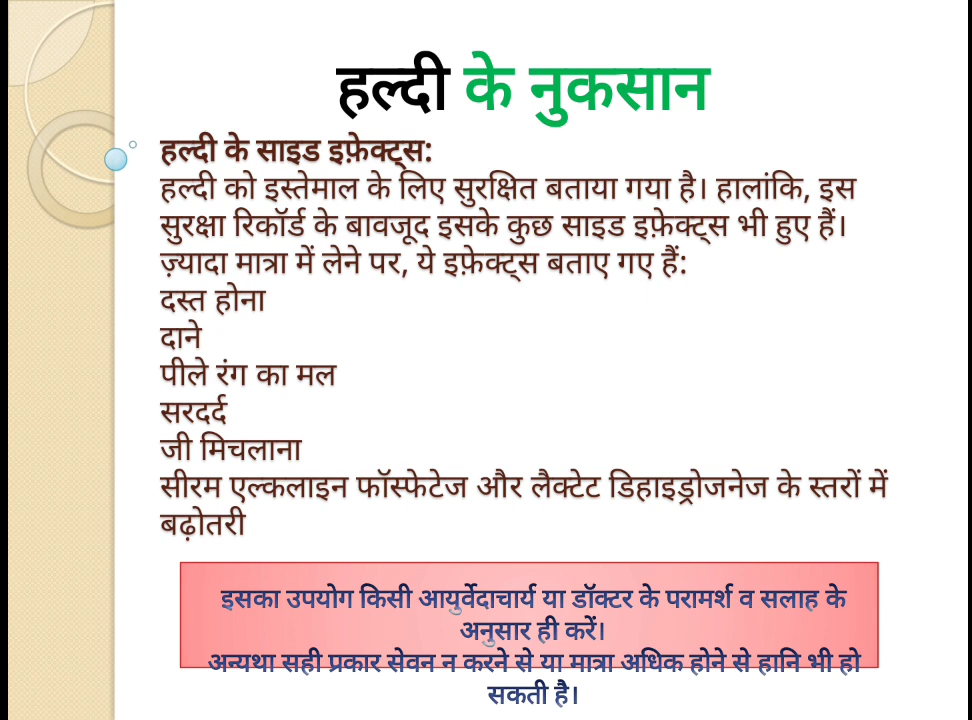 हल्दी के नुकसान
हल्दी के साइड इफ़ेक्ट्स:
हल्दी को इस्तेमाल के लिए सुरक्षित बताया गया है। हालांकि, इस
सुरक्षा रिकॉर्ड के बावजूद इसके कुछ साइड इफ़ेक्ट्स भी हुए हैं।
ज़्यादा मात्रा में लेने पर, ये इफ़ेक्ट्स बताए गए हैं:
दस्त होना
दाने
पीले रंग का मल
सरदर्द
जी मिचलाना
सीरम एल्कलाइन फॉस्फेटेज और लैक्टेट डिहाइड्रोजनेज के स्तरों में
बढ़ोतरी
इसका उपयोग किसी आयुर्वेदाचार्य या डॉक्टर के परामर्श व सलाह के
अनुसार ही करें।
अन्यथा सही प्रकार सेवन न करने से या मात्रा अधिक होने से हानि भी हो
सकती है।